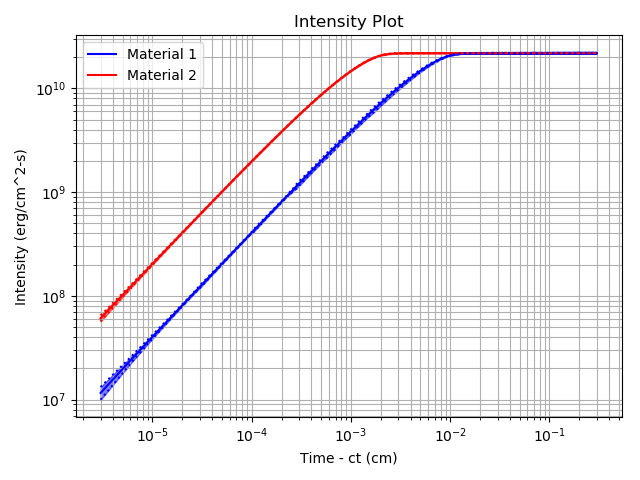 Intensity Plot
Material 1
Material 2
Intensity (erg/cm^2-s)
10^10
10^9
10^8
10^7
10^-5
10^-4
10^-3
10^-2
10^-1
Time - ct (cm)